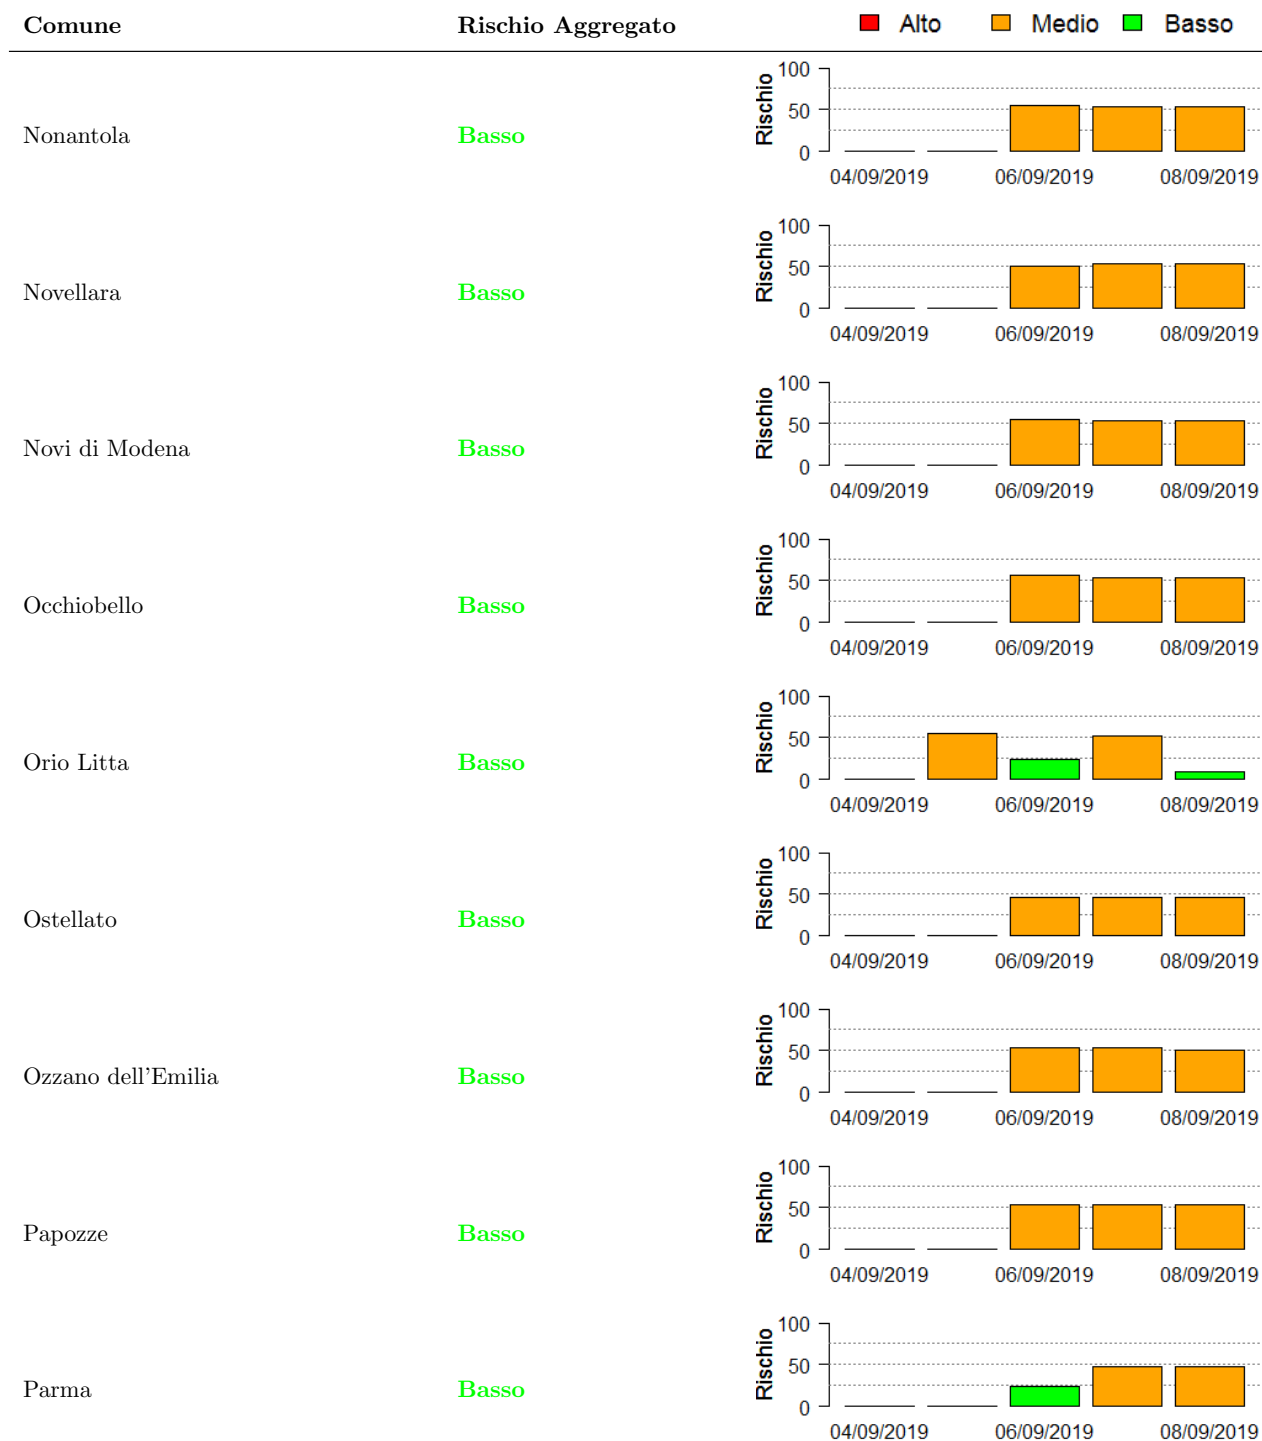 Comune Rischio Aggregato Alto Medio Basso
100
50
0
Rischio
Nonantola Basso
04/09/2019 06/09/2019 08/09/2019
100
50
0
Rischio
Novellara Basso
04/09/2019 06/09/2019 08/09/2019
100
50
0
Rischio
Novi di Modena Basso
04/09/2019 06/09/2019 08/09/2019
100
50
0
Rischio
Occhiobello Basso
04/09/2019 06/09/2019 08/09/2019
100
50
0
Rischio
Orio Litta Basso
04/09/2019 06/09/2019 08/09/2019
100
50
0
Rischio
Ostellato Basso
04/09/2019 06/09/2019 08/09/2019
100
50
0
Rischio
Ozzano dell'Emilia Basso
04/09/2019 06/09/2019 08/09/2019
100
50
0
Rischio
Papozze Basso
04/09/2019 06/09/2019 08/09/2019
100
50
0
Rischio
Parma Basso
04/09/2019 06/09/2019 08/09/2019